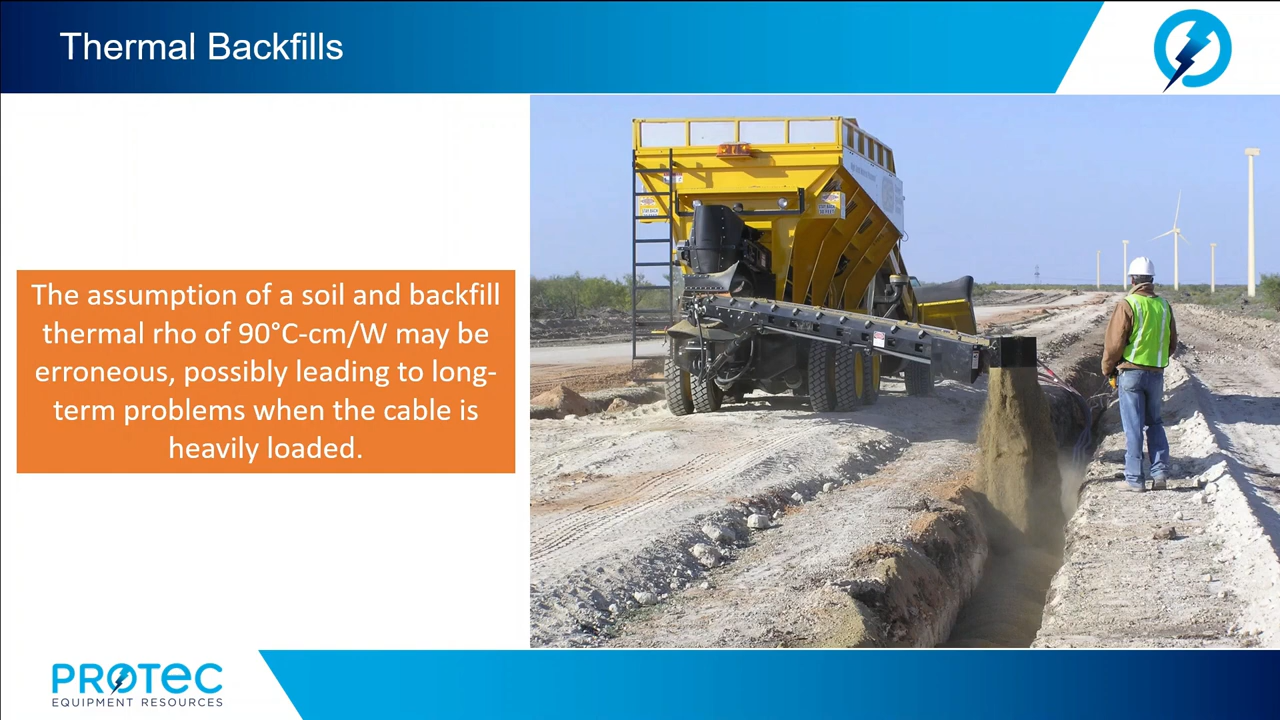 Thermal Backfills
The assumption of a soil and backfill
thermal rho of 90°C-cm/W may be
erroneous, possibly leading to long-
term problems when the cable is
heavily loaded.
PROTEC
EQUIPMENT RESOURCES